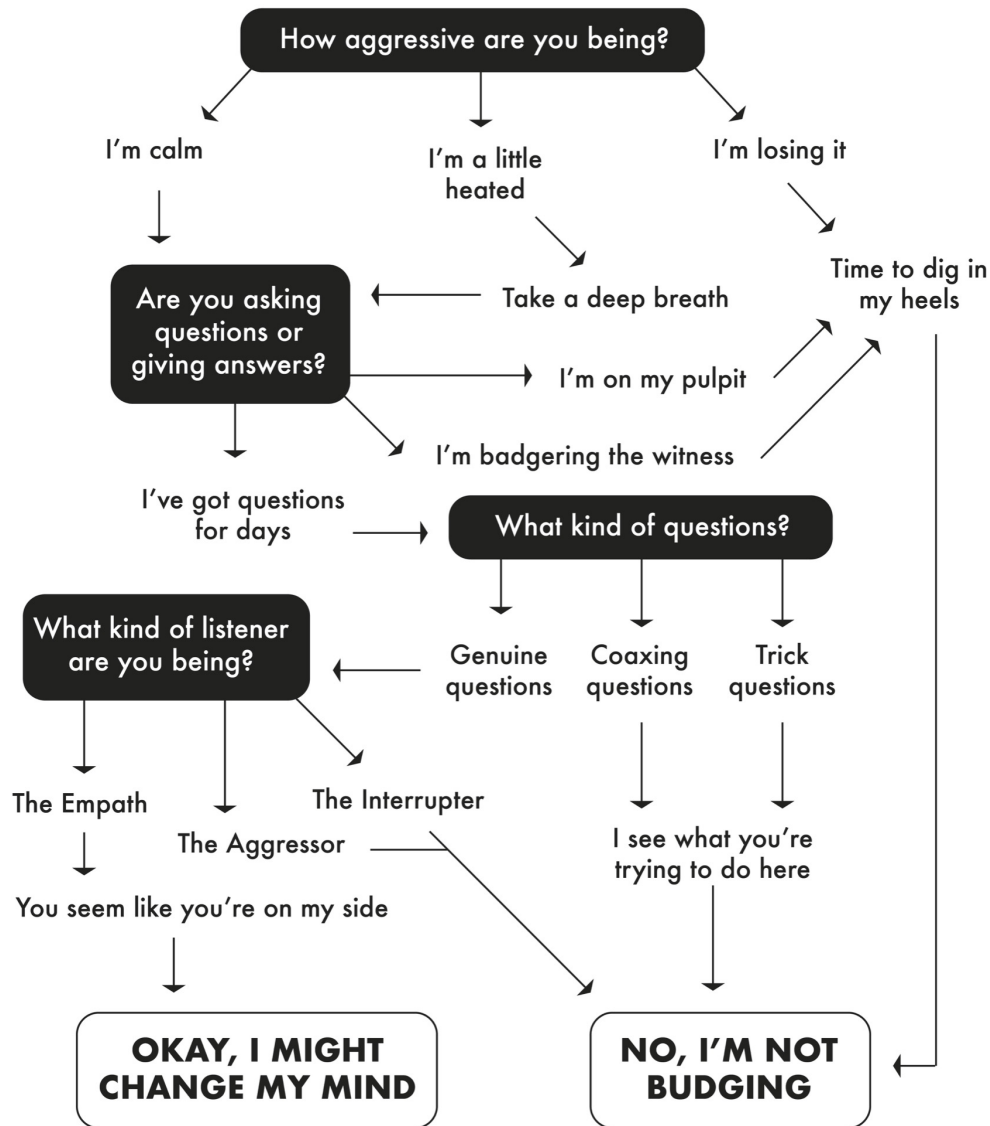 How aggressive are you being?
I’m calm
I’m a little
heated
I’m losing it
Are you asking
questions or
giving answers?
Take a deep breath
Time to dig in
my heels
I’m on my pulpit
I’m badgering the witness
I’ve got questions
for days
What kind of questions?
What kind of listener
are you being?
Genuine
questions
Coaxing
questions
Trick
questions
The Empath
The Aggressor
The Interrupter
I see what you’re
trying to do here
You seem like you’re on my side
OKAY, I MIGHT
CHANGE MY MIND
NO, I’M NOT
BUDGING